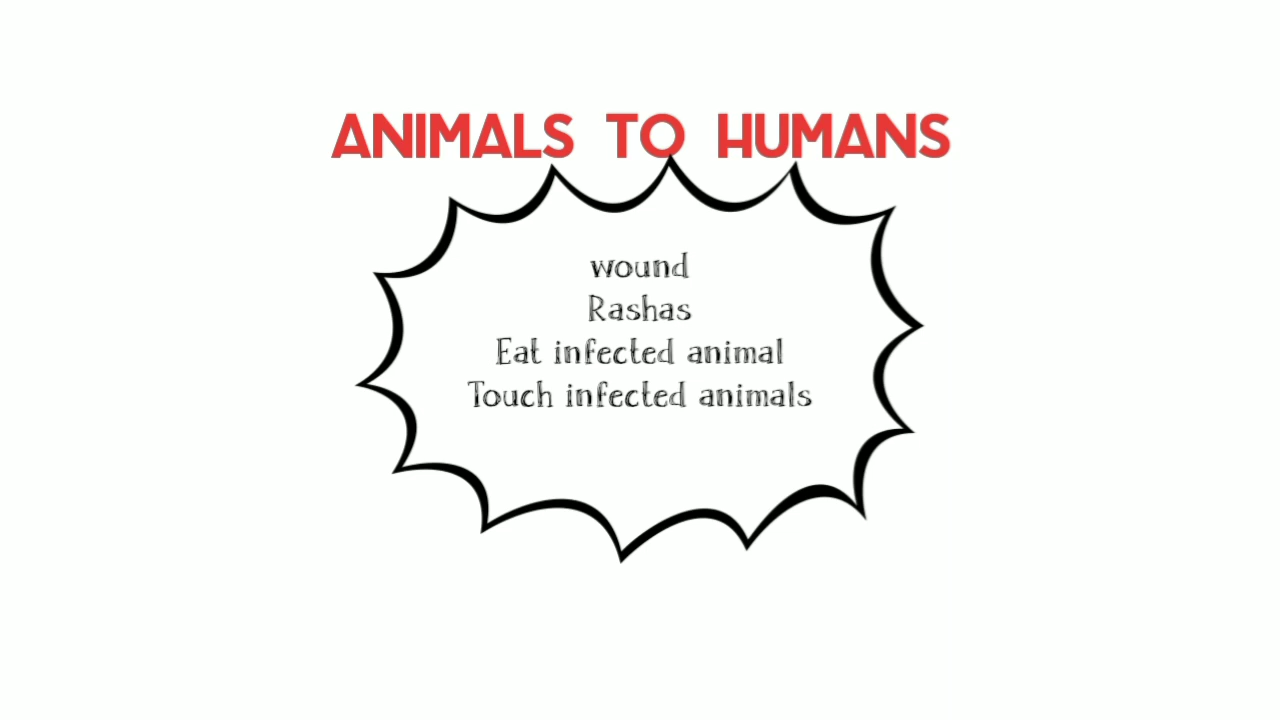 ANIMALS TO HUMANS
wound
Rashas
Eat infected animal
Touch infected animals